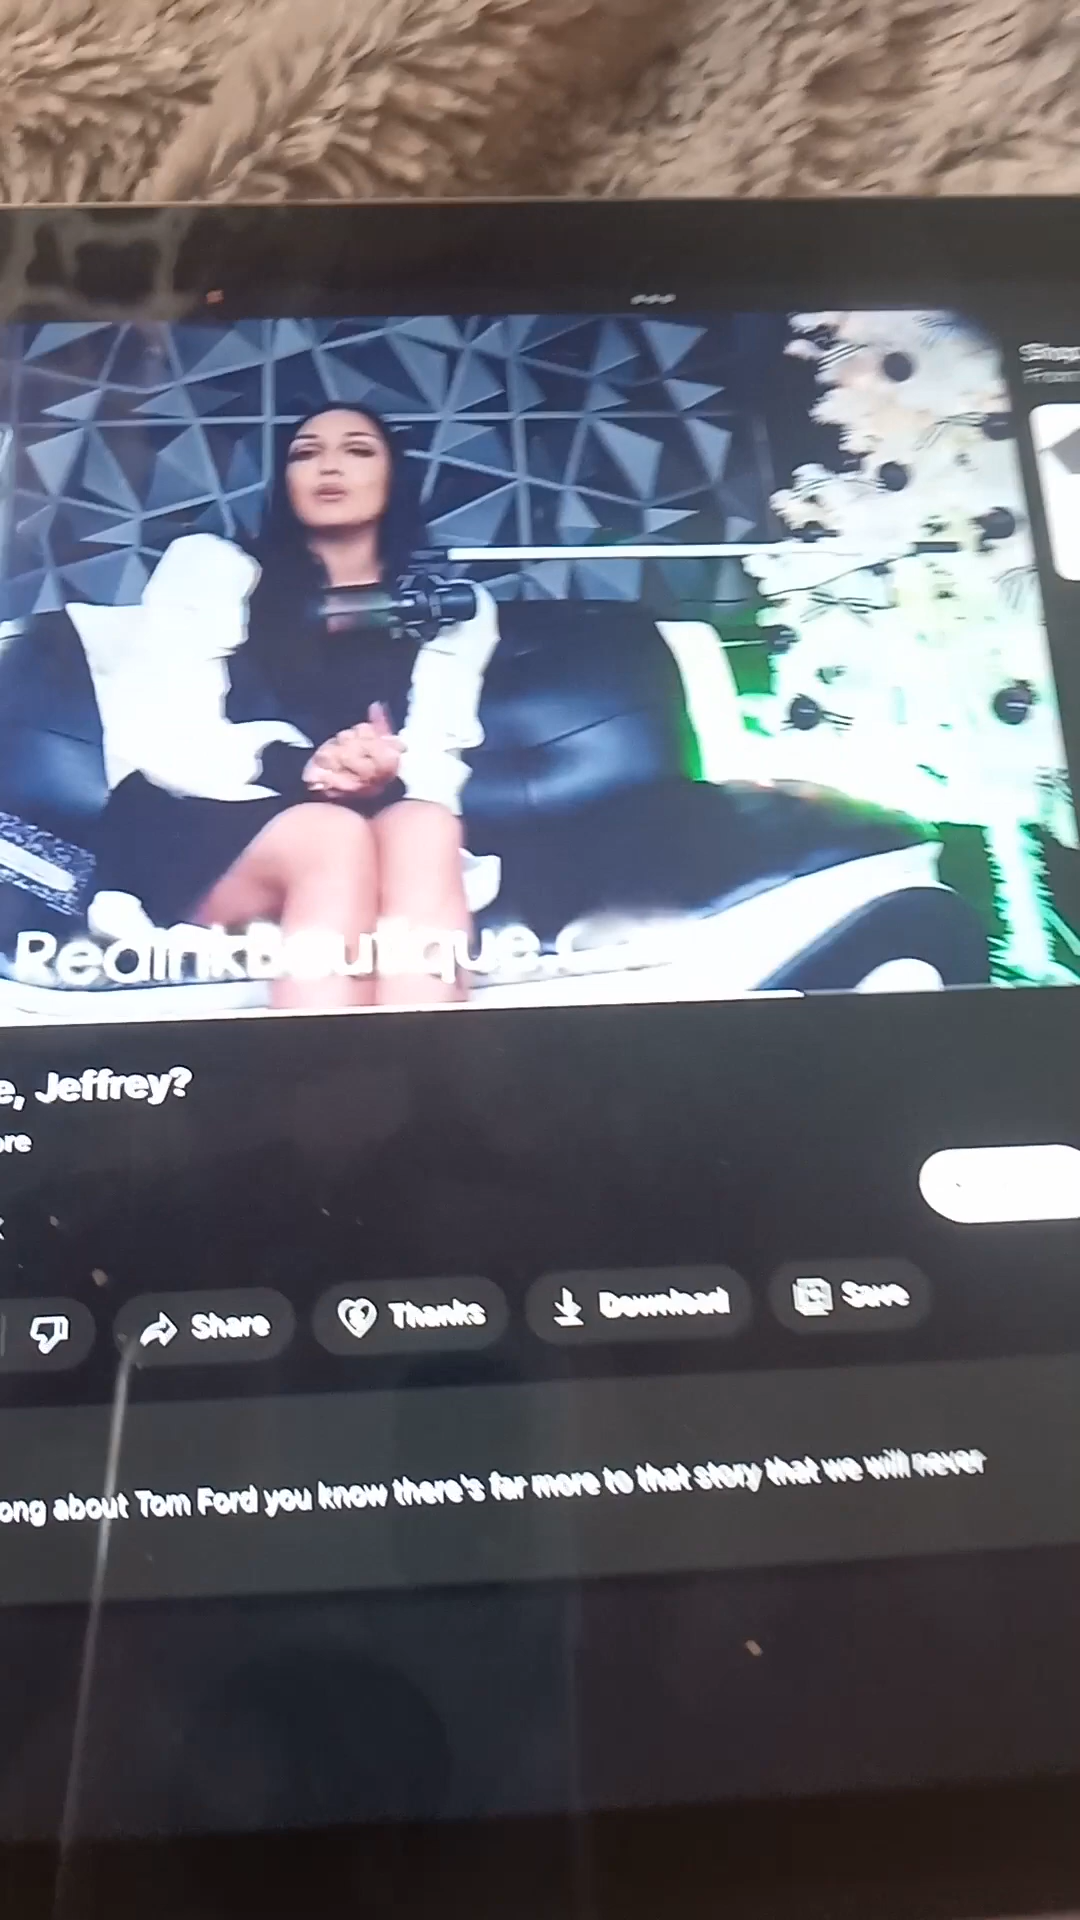 RedInkBoutique.c
e, Jeffrey?
ore
Share
Thanks
Download
Save
ong about Tom Ford you know there's far more to that story that we will never